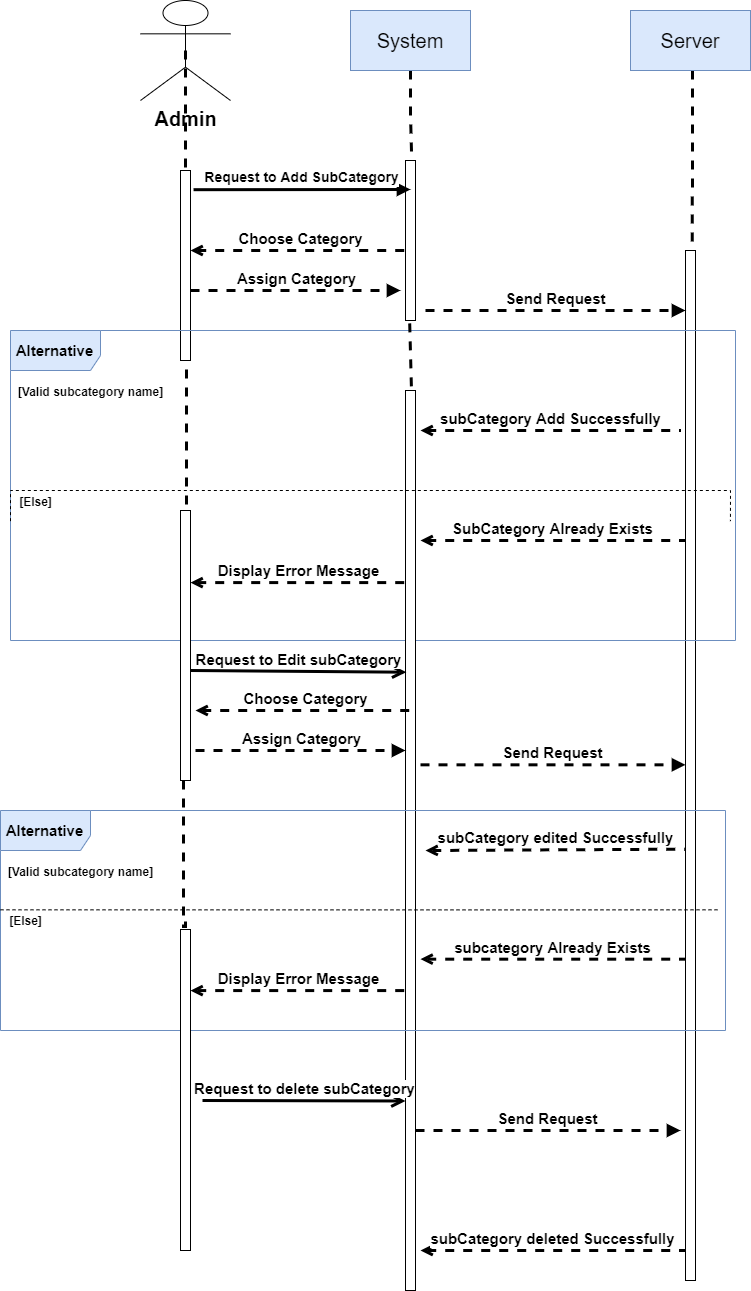 System
Server
Admin
Request to Add SubCategory
Choose Category
Assign Category
Send Request
Alternative
[Valid subcategory name]
subCategory Add Successfully
[Else]
SubCategory Already Exists
Display Error Message
Request to Edit subCategory
Choose Category
Assign Category
Send Request
Alternative
subCategory edited Successfully
[Valid subcategory name]
[Else]
subcategory Already Exists
Display Error Message
Request to delete subCategory
Send Request
subCategory deleted Successfully